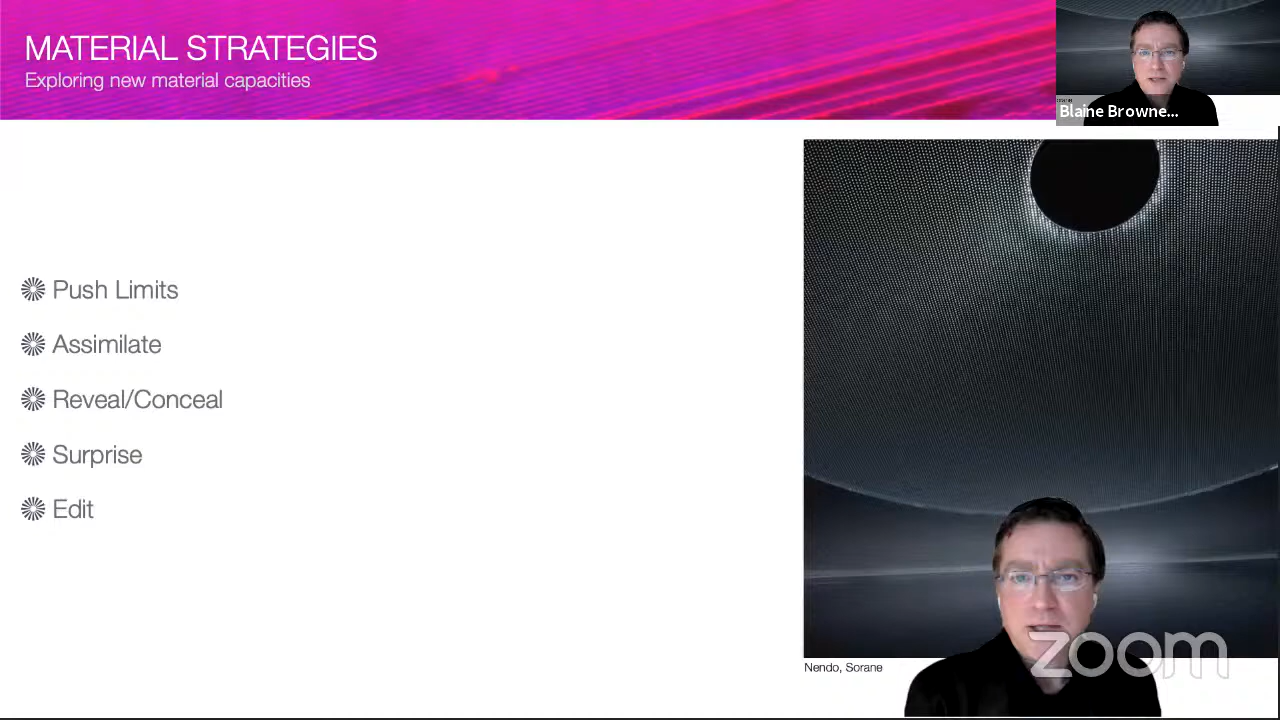 MATERIAL STRATEGIES
Exploring new material capacities
Blaine Browne...
Push Limits
Assimilate
Reveal/Conceal
Surprise
Edit
Nendo, Sorane
zoom